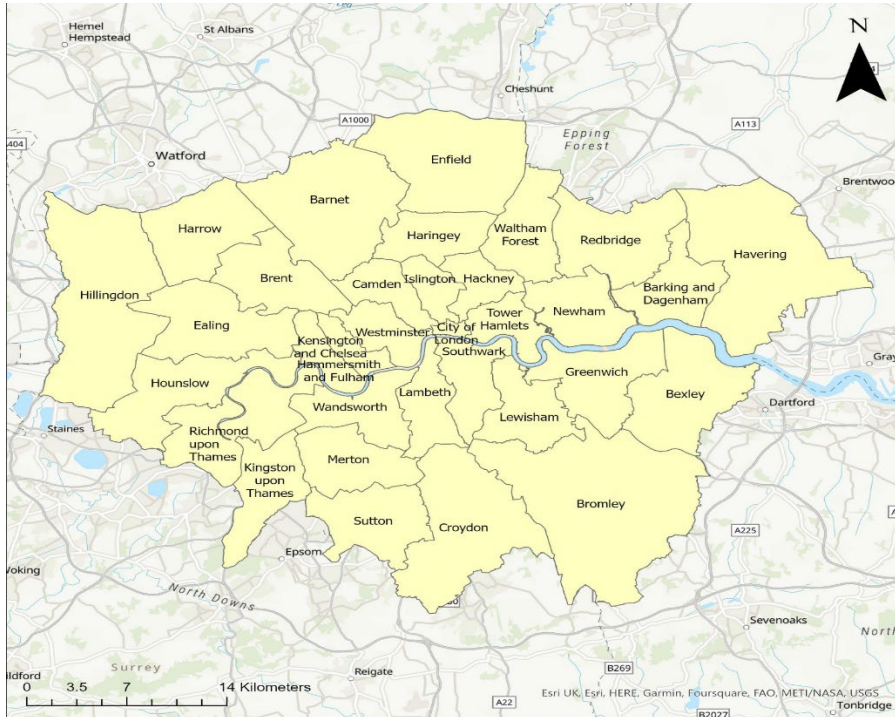 Hemel
Hempstead
St Albans
N
Cheshunt
A1000
A113
404
Epping
Forest
Watford
Enfield
Brentwoo
Barnet
Harrow
Haringey
Waltham
Forest
Redbridge
Havering
Brent
Camden
Islington
Hackney
Hillingdon
Barking and
Dagenham
Tower
Hamlets
Newham
Ealing
Westminster
City of
London
Kensington
and Chelsea
Southwark
Hammersmith
and Fulham
Greenwich
Gray
Hounslow
Lambeth
Bexley
Wandsworth
Lewisham
Dartford
Staines
Richmond
upon
Thames
Merton
Kingston
upon
Thames
Bromley
Sutton
Croydon
A225
Epsom
Woking
North Downs
Sevenoaks
North
Surrey
Reigate
B269
ildford
0 3.5 7 14 Kilometers
A22
Esri UK, Esri, HERE, Garmin, Foursquare, FAO, METI/NASA, USGS
B2027
Tonbridge